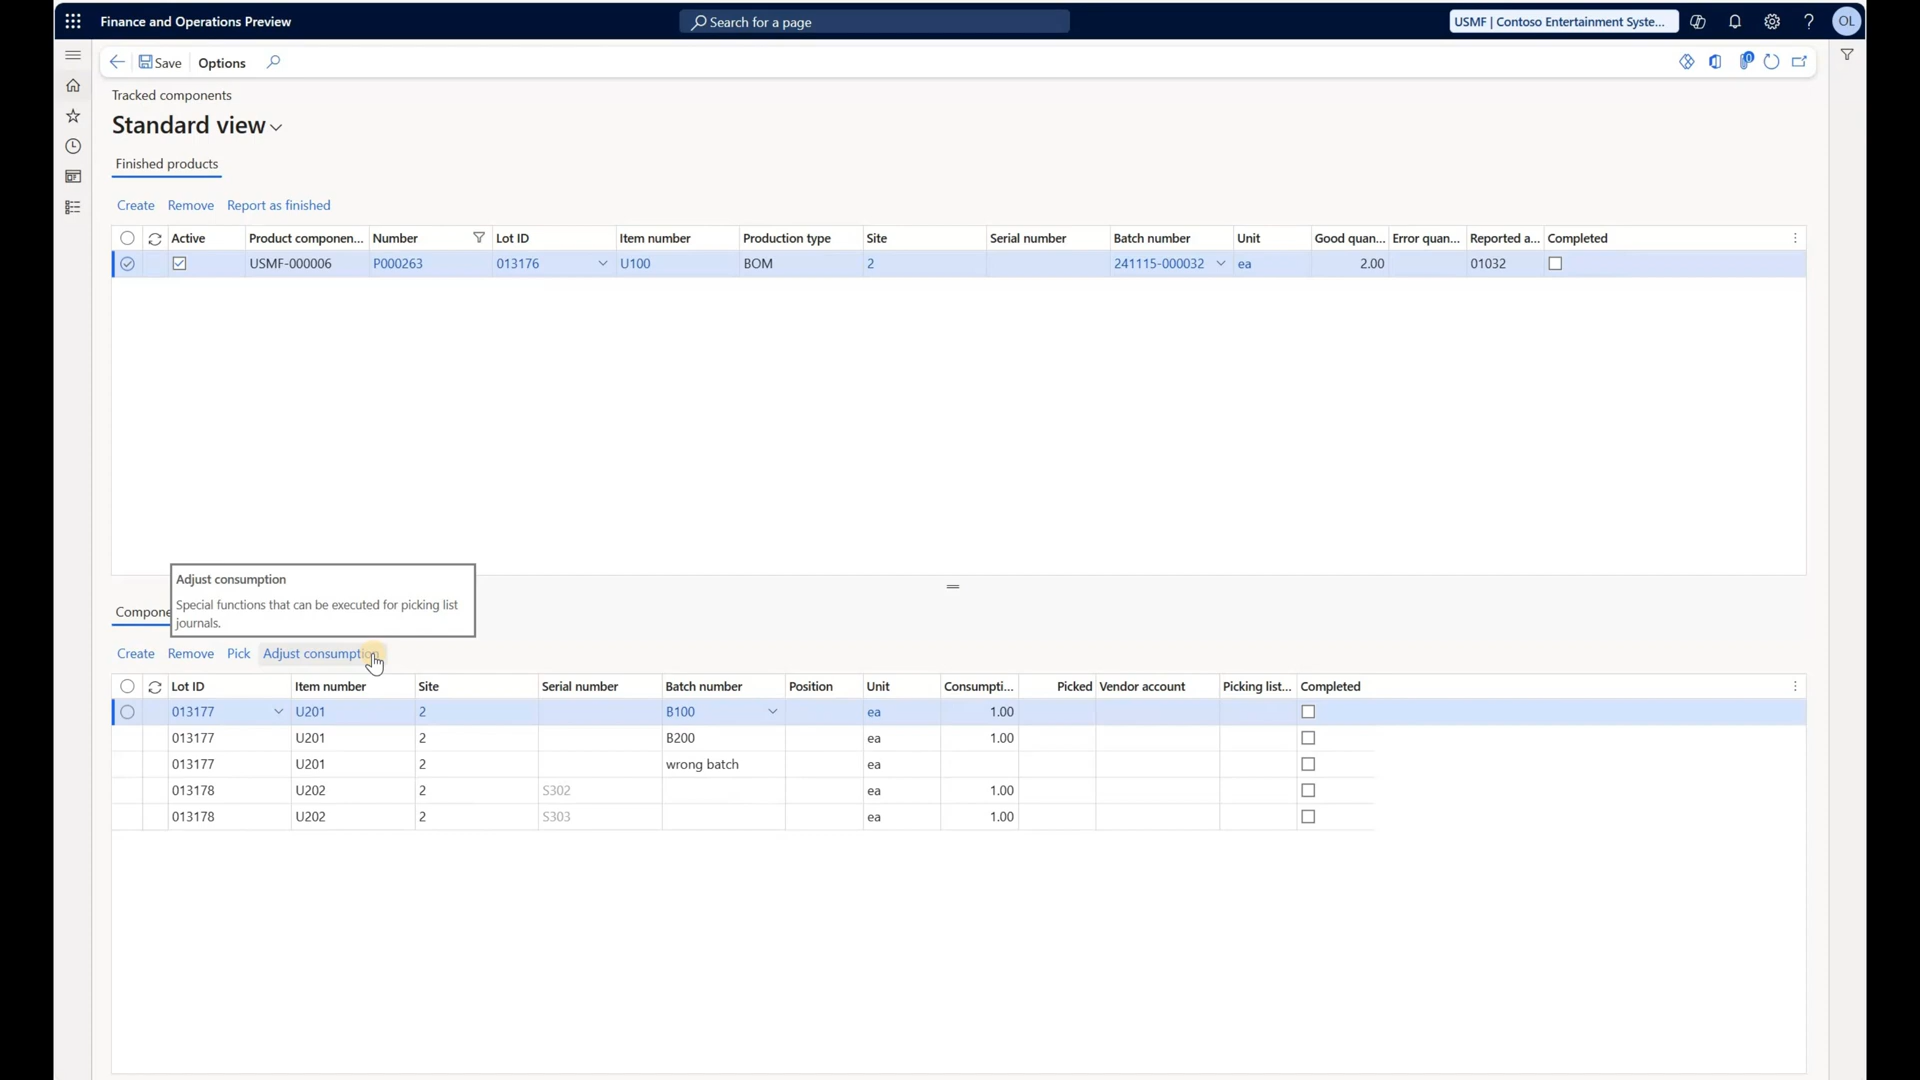 Finance and Operations Preview
Search for a page
USMF | Contoso Entertainment Syste...
OL
Save
Options
0
Tracked components
Standard view
Finished products
Create Remove Report as finished
Active Product componen... Number Lot ID Item number Production type Site Serial number Batch number Unit Good quan... Error quan... Reported a... Completed
USMF-000006 P000263 013176 U100 BOM 2 241115-000032 ea 2.00 01032
Adjust consumption
Special functions that can be executed for picking list
journals.
Compone
Create Remove Pick Adjust consumption
Lot ID Item number Site Serial number Batch number Position Unit Consumpti... Picked Vendor account Picking list... Completed
013177 U201 2 B100 ea 1.00
013177 U201 2 B200 ea 1.00
013177 U201 2 wrong batch ea
013178 U202 2 S302 ea 1.00
013178 U202 2 S303 ea 1.00